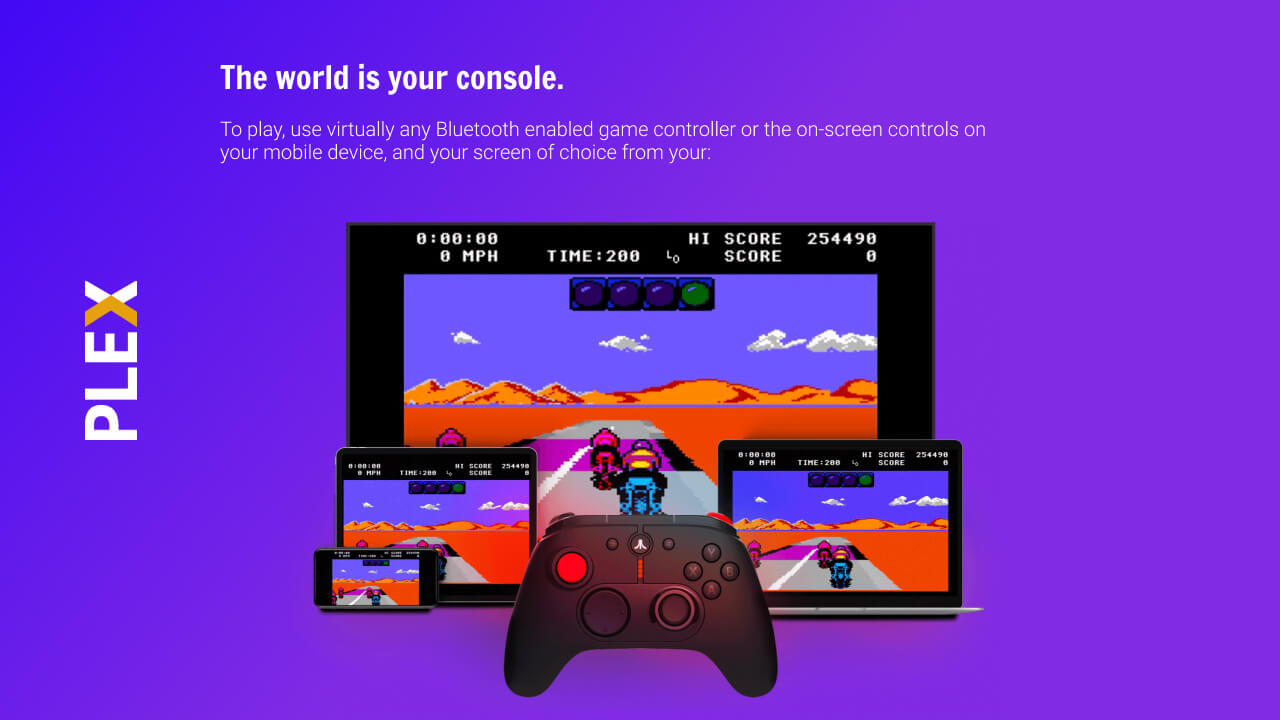 The world is your console.
To play, use virtually any Bluetooth enabled game controller or the on-screen controls on
your mobile device, and your screen of choice from your:
PLEX
0:00:00 HI SCORE 254490
0 MPH TIME:200 LO SCORE 0
0:00:00 HI SCORE 254490
0 MPH TIME:200 LO SCORE 0
0:00:00 HI SCORE 254490
0 MPH TIME:200 LO SCORE 0
Y
X B
A